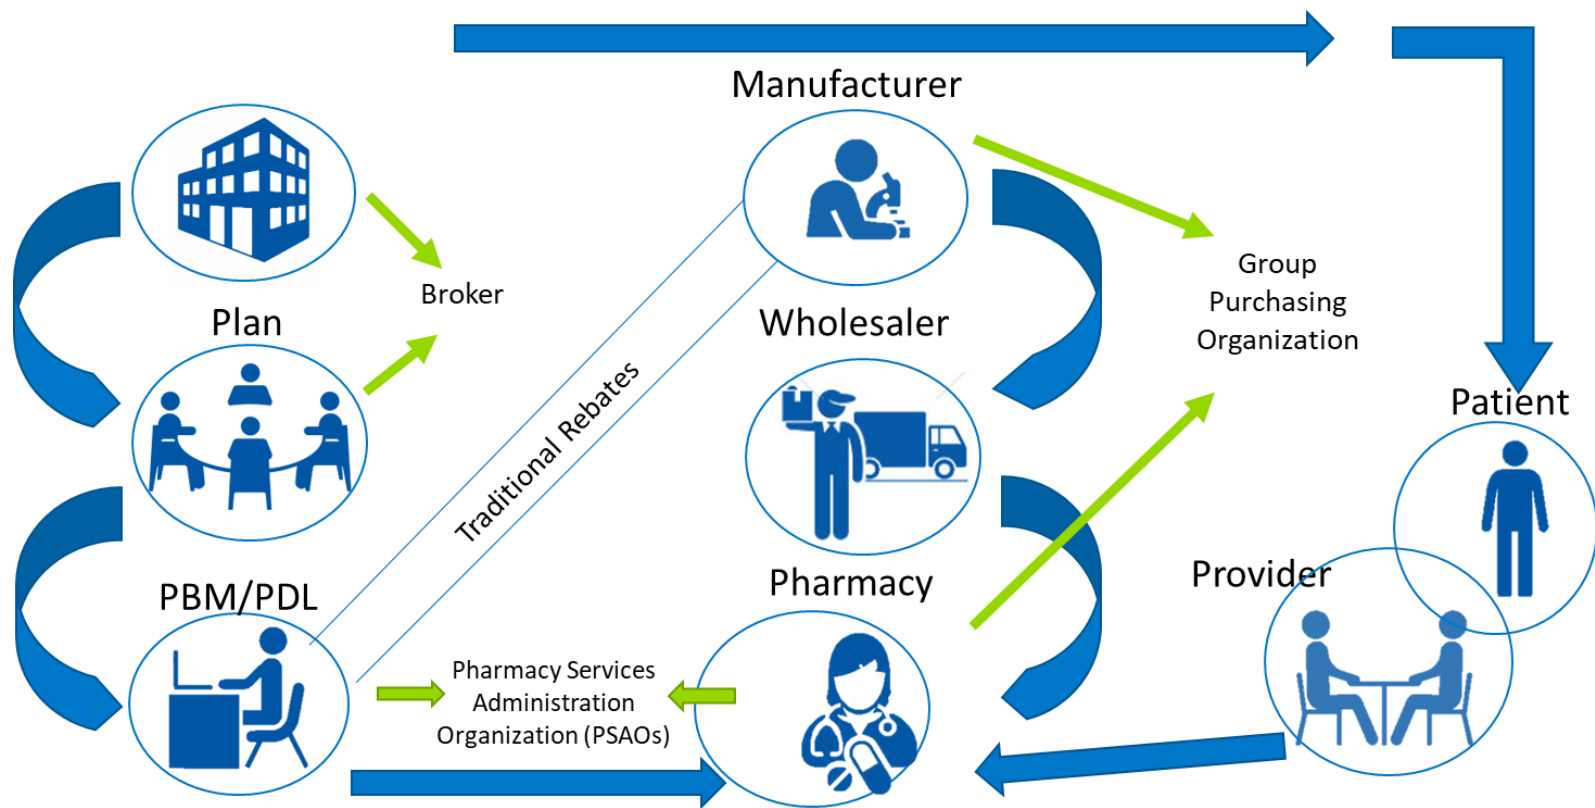 Manufacturer
Broker
Group
Purchasing
Organization
Plan
Wholesaler
Traditional Rebates
Patient
Provider
PBM/PDL
Pharmacy
Pharmacy Services
Administration
Organization (PSAOs)